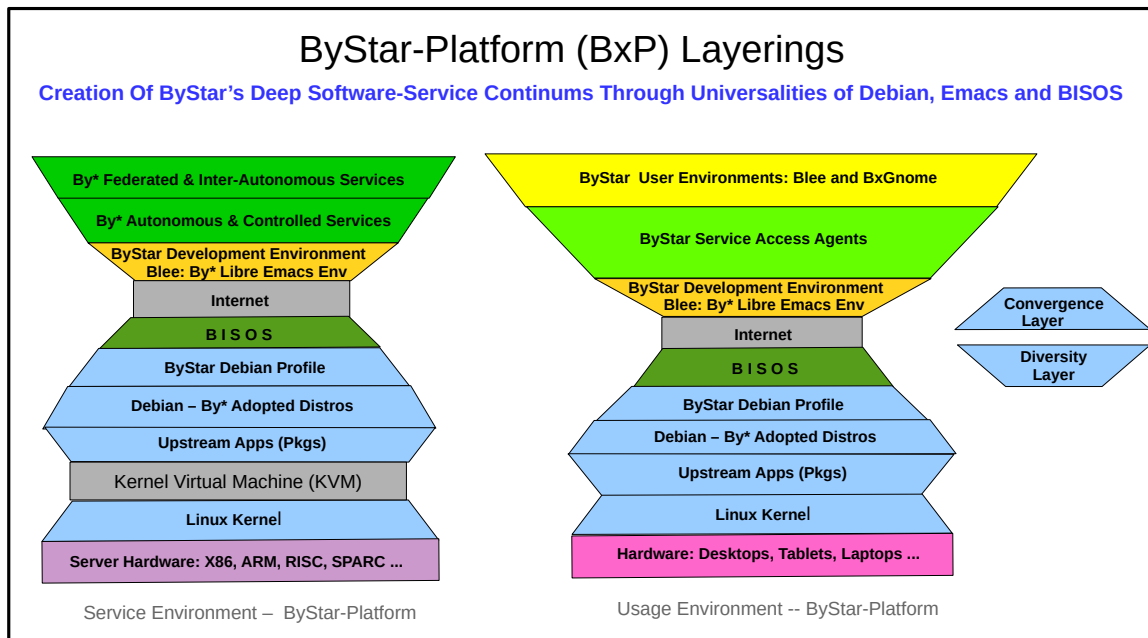 ByStar-Platform (BxP) Layerings
Creation Of ByStar's Deep Software-Service Continums Through Universalities of Debian, Emacs and BISOS
By* Federated & Inter-Autonomous Services
By* Autonomous & Controlled Services
ByStar Development Environment
Blee: By* Libre Emacs Env
Internet
B I S O S
ByStar Debian Profile
Debian – By* Adopted Distros
Upstream Apps (Pkgs)
Kernel Virtual Machine (KVM)
Linux Kernel
Server Hardware: X86, ARM, RISC, SPARC ...
Service Environment – ByStar-Platform
ByStar User Environments: Blee and BxGnome
ByStar Service Access Agents
ByStar Development Environment
Blee: By* Libre Emacs Env
Internet
B I S O S
ByStar Debian Profile
Debian – By* Adopted Distros
Upstream Apps (Pkgs)
Linux Kernel
Hardware: Desktops, Tablets, Laptops ...
Usage Environment -- ByStar-Platform
Convergence
Layer
Diversity
Layer